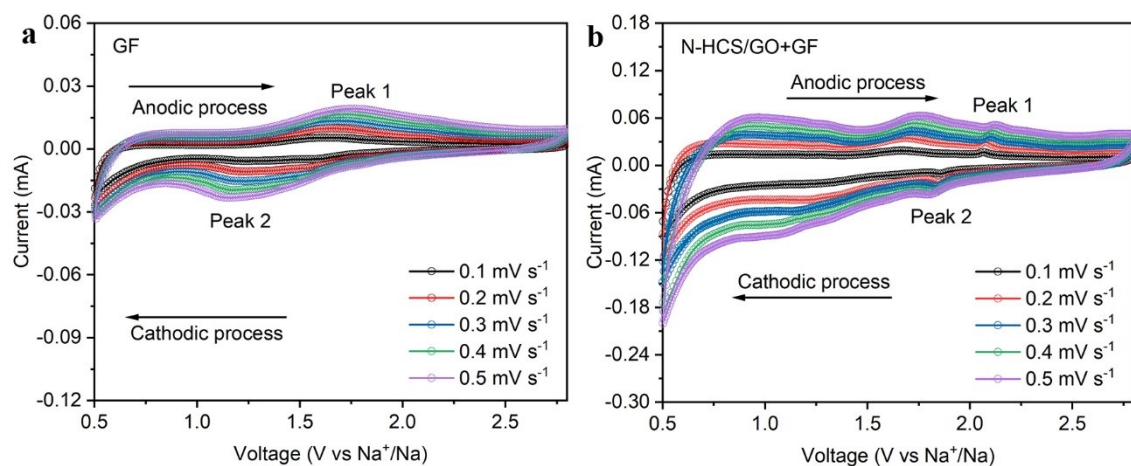 a
GF
Anodic process
Peak 1
Peak 2
Cathodic process
0.1 mV s⁻¹
0.2 mV s⁻¹
0.3 mV s⁻¹
0.4 mV s⁻¹
0.5 mV s⁻¹
0.06
0.03
0.00
-0.03
-0.06
-0.09
-0.12
Current (mA)
0.5
1.0
1.5
2.0
2.5
Voltage (V vs Na⁺/Na)
b
N-HCS/GO+GF
Anodic process
Peak 1
Peak 2
Cathodic process
0.1 mV s⁻¹
0.2 mV s⁻¹
0.3 mV s⁻¹
0.4 mV s⁻¹
0.5 mV s⁻¹
0.18
0.12
0.06
0.00
-0.06
-0.12
-0.18
-0.24
-0.30
Current (mA)
0.5
1.0
1.5
2.0
2.5
Voltage (V vs Na⁺/Na)